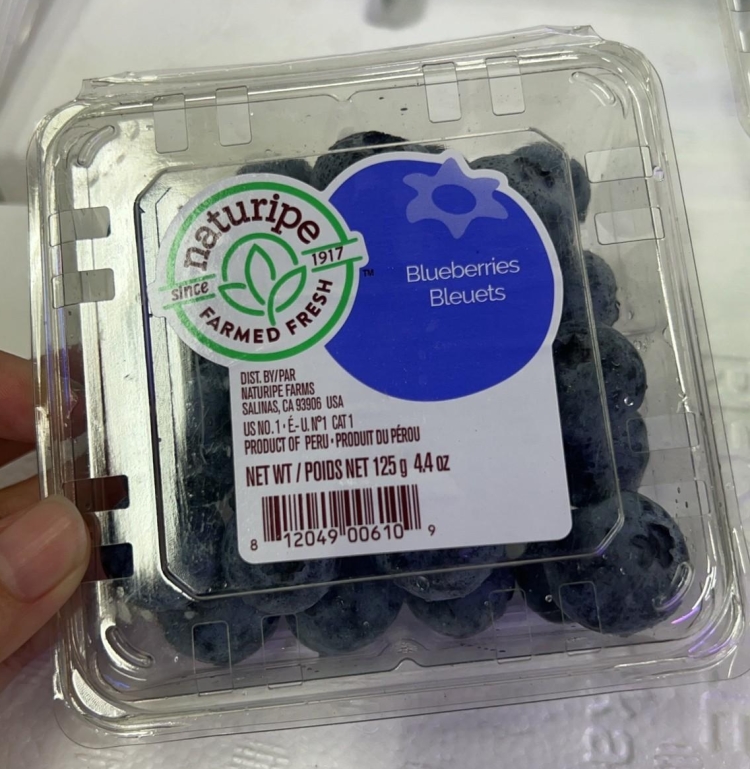 naturipe
since 1917
FARMED FRESH
TM
Blueberries
Bleuets
DIST. BY/PAR
NATURIPE FARMS
SALINAS, CA 93906 USA
US NO. 1 · É.-U. Nº1 CAT 1
PRODUCT OF PERU · PRODUIT DU PÉROU
NET WT / POIDS NET 125 g 4.4 oz
8 12049 00610 9